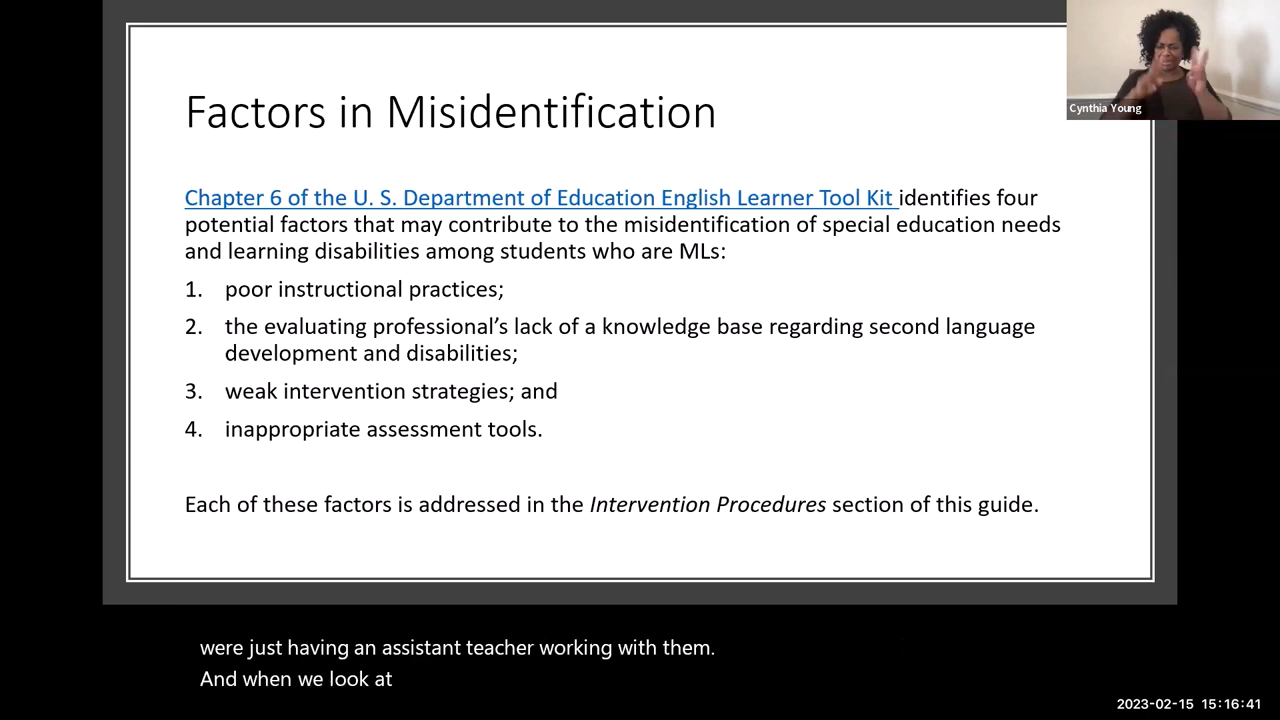 Factors in Misidentification
Cynthia Young
Chapter 6 of the U. S. Department of Education English Learner Tool Kit identifies four
potential factors that may contribute to the misidentification of special education needs
and learning disabilities among students who are MLs:
1. poor instructional practices;
2. the evaluating professional’s lack of a knowledge base regarding second language
development and disabilities;
3. weak intervention strategies; and
4. inappropriate assessment tools.
Each of these factors is addressed in the Intervention Procedures section of this guide.
were just having an assistant teacher working with them.
And when we look at
2023-02-15 15:16:41